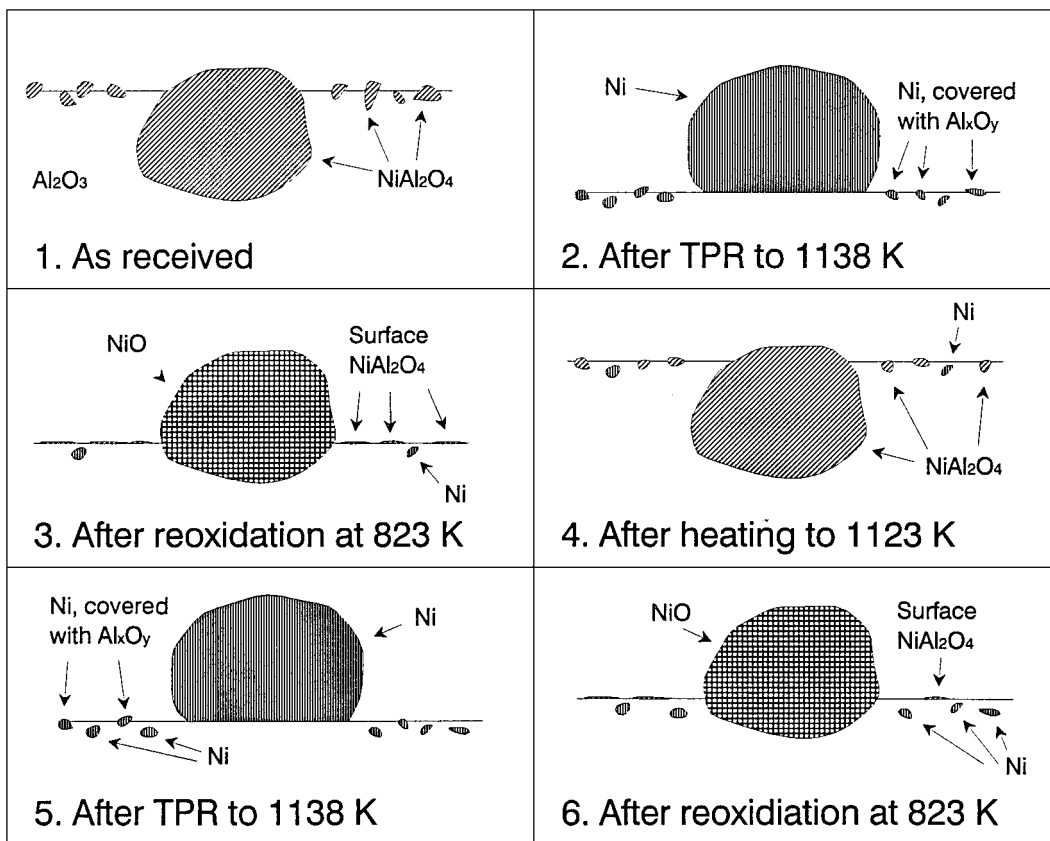 Al₂O₃
NiAl₂O₄
1. As received
Ni
Ni, covered
with AlₓOᵧ
2. After TPR to 1138 K
NiO
Surface
NiAl₂O₄
Ni
3. After reoxidation at 823 K
Ni
NiAl₂O₄
4. After heating to 1123 K
Ni, covered
with AlₓOᵧ
Ni
Ni
5. After TPR to 1138 K
NiO
Surface
NiAl₂O₄
Ni
6. After reoxidiation at 823 K